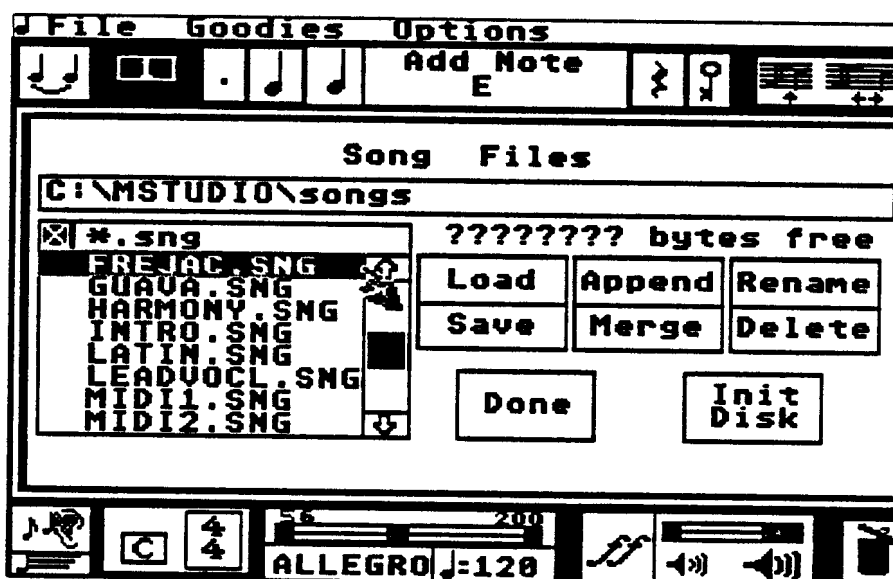 File Goodies Options
Add Note
E
Song Files
C:\MSTUDIO\songs
*.sng
???????? bytes free
FREJAC.SNG
GUAVA.SNG
HARMONY.SNG
INTRO.SNG
LATIN.SNG
LEADVOCL.SNG
MIDI1.SNG
MIDI2.SNG
Load Append Rename
Save Merge Delete
Done
Init
Disk
56 200
C
4
4
ff
ALLEGRO ♩=120